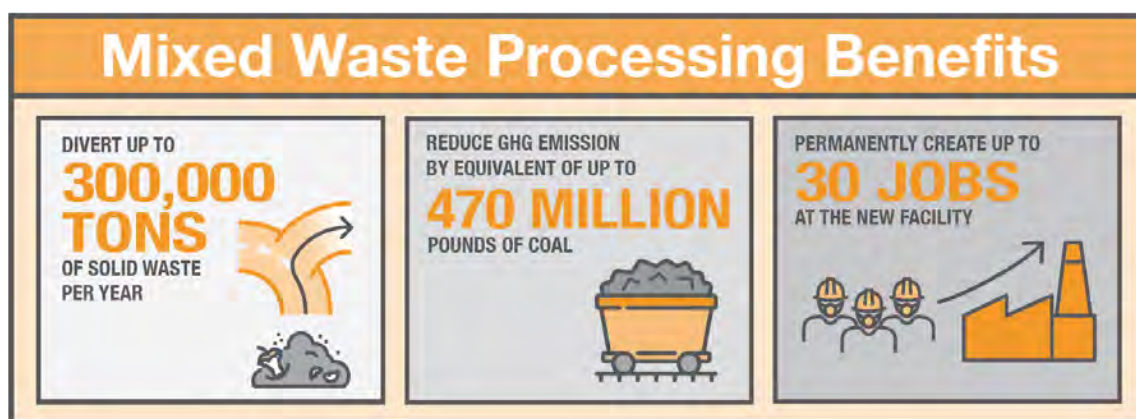 Mixed Waste Processing Benefits
DIVERT UP TO
300,000
TONS
OF SOLID WASTE
PER YEAR
REDUCE GHG EMISSION
BY EQUIVALENT OF UP TO
470 MILLION
POUNDS OF COAL
PERMANENTLY CREATE UP TO
30 JOBS
AT THE NEW FACILITY